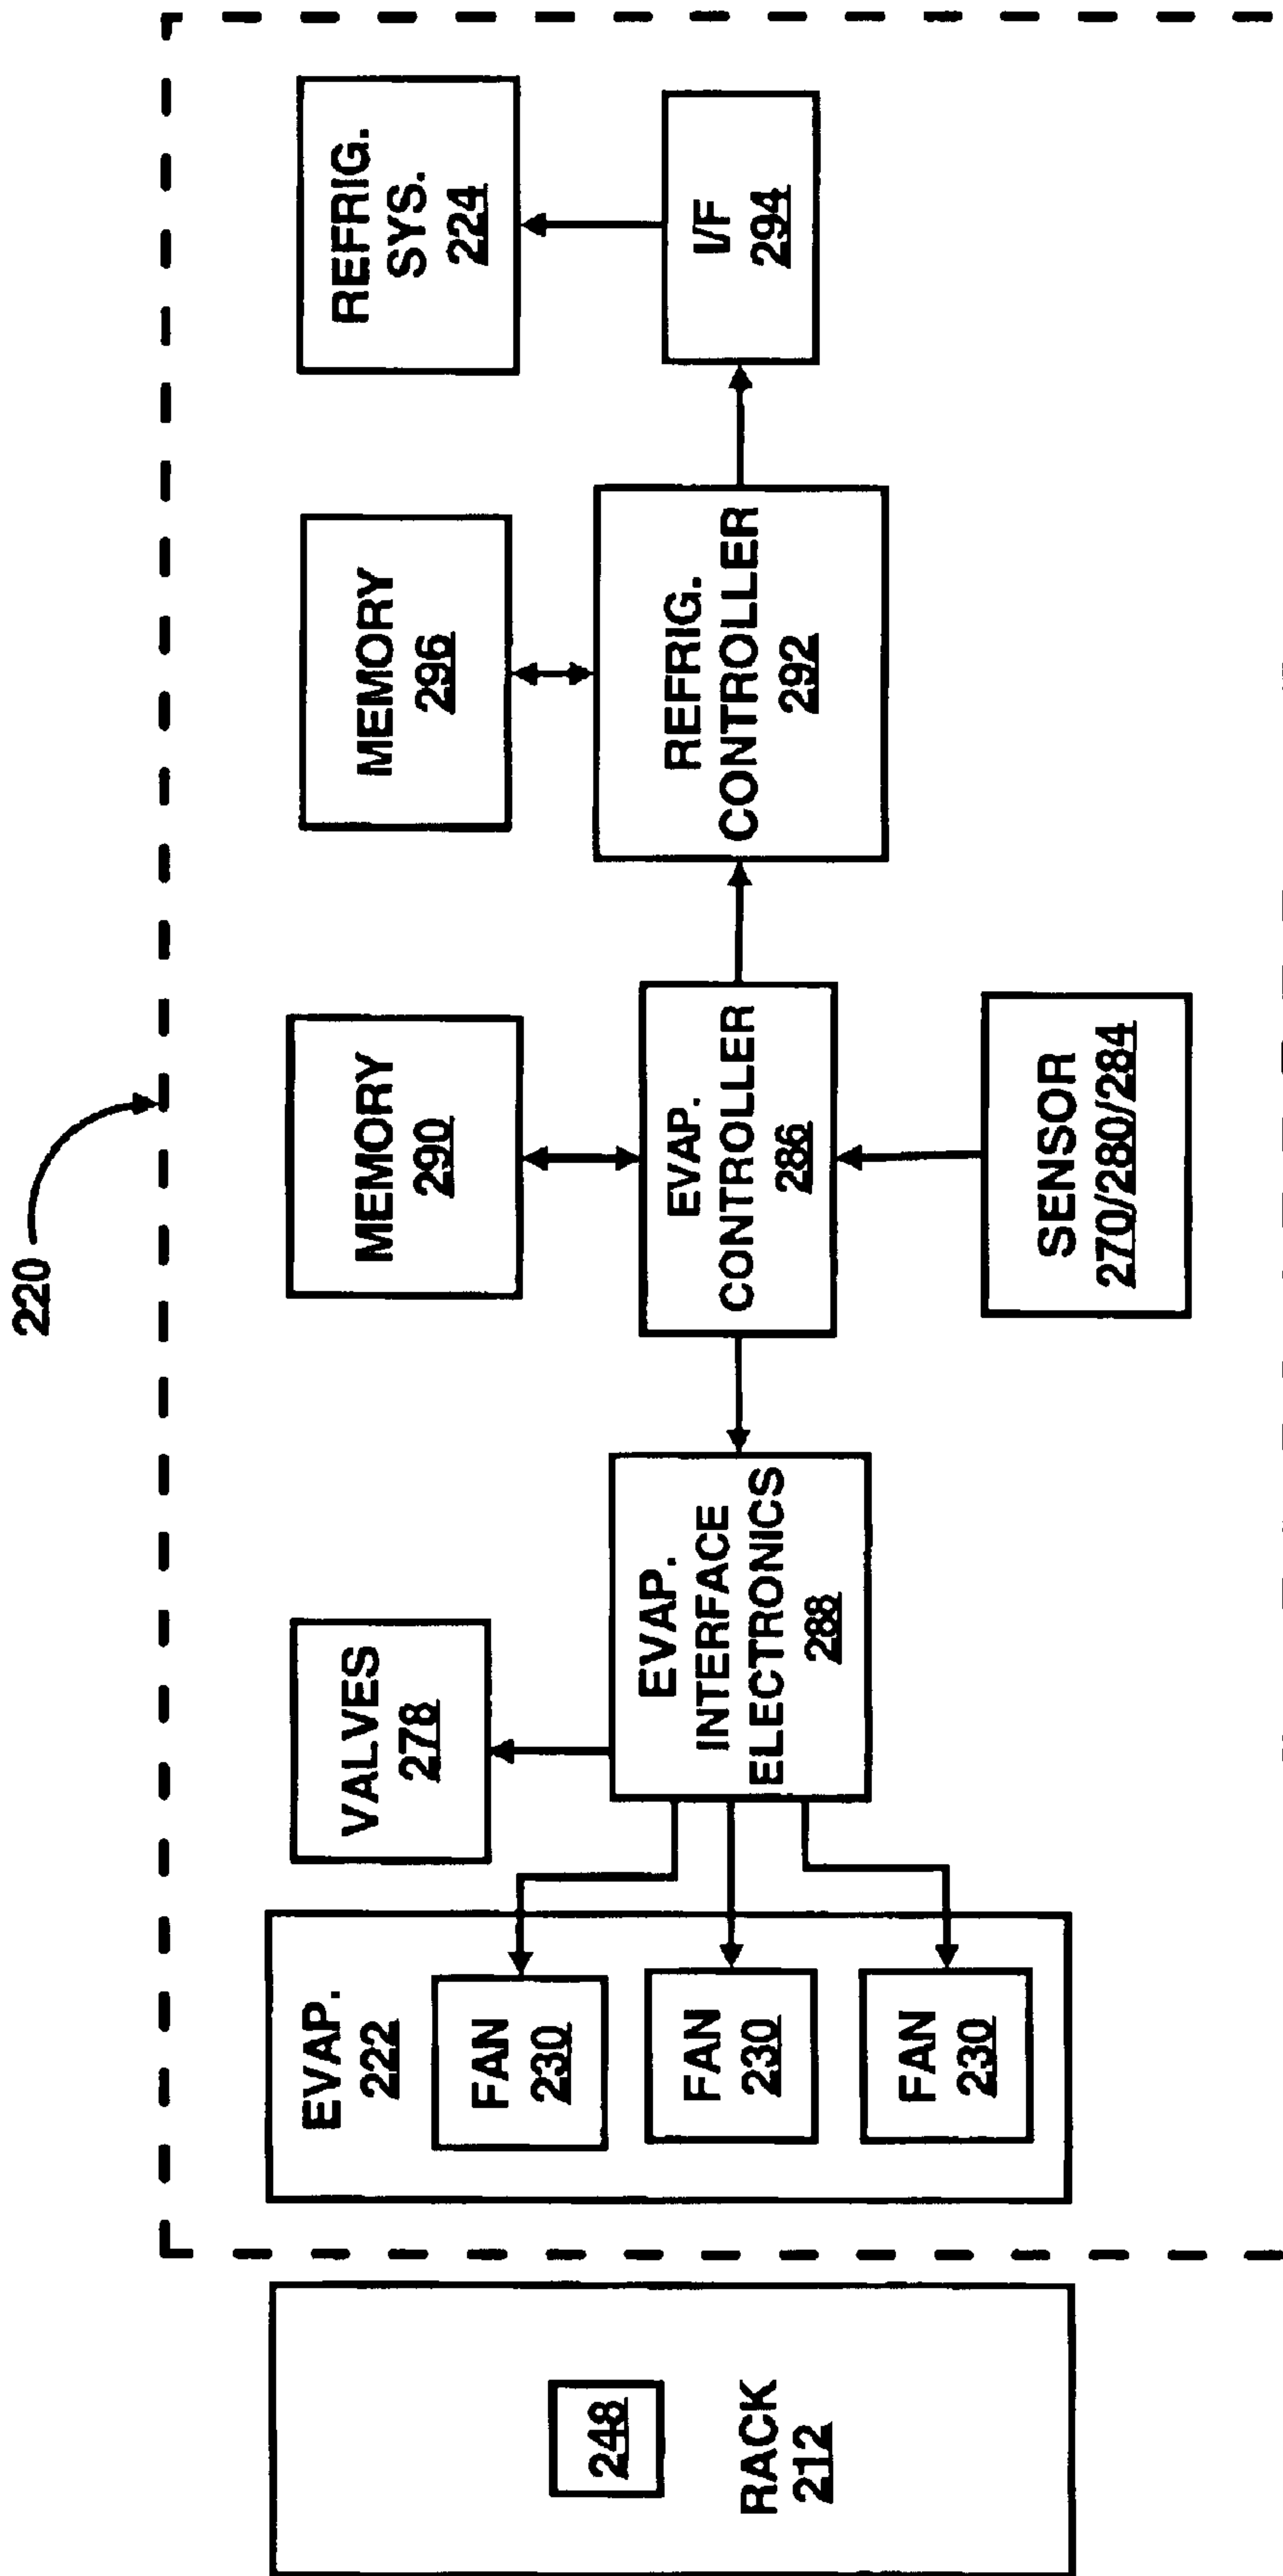 220
REFRIG.
SYS.
224
I/F
294
MEMORY
296
REFRIG.
CONTROLLER
292
MEMORY
290
EVAP.
CONTROLLER
286
SENSOR
270/280/284
VALVES
278
EVAP.
INTERFACE
ELECTRONICS
288
EVAP.
222
FAN
230
FAN
230
FAN
230
248
RACK
212